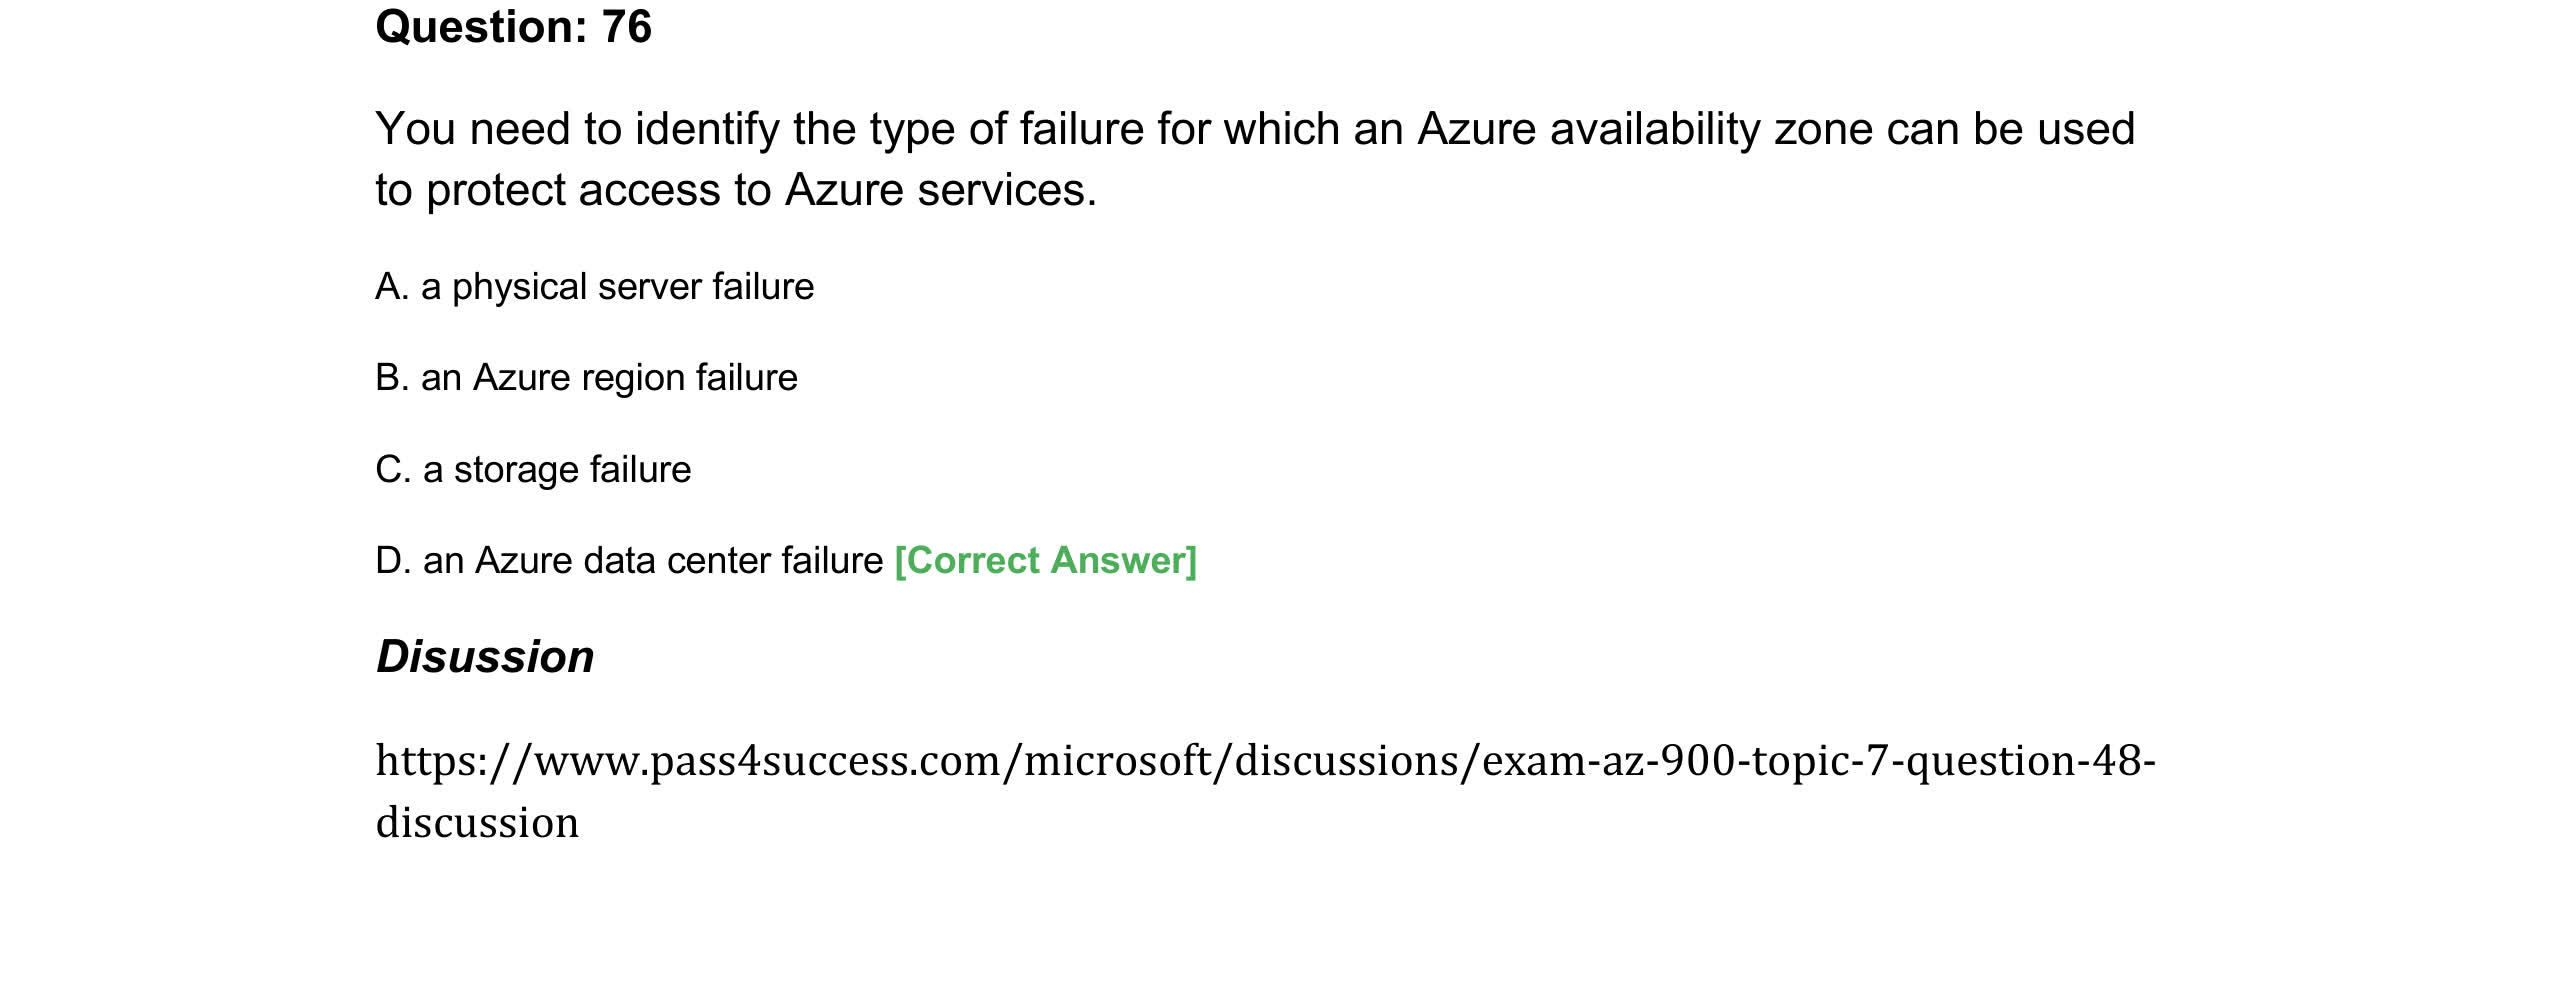 Question: 76
You need to identify the type of failure for which an Azure availability zone can be used
to protect access to Azure services.
A. a physical server failure
B. an Azure region failure
C. a storage failure
D. an Azure data center failure [Correct Answer]
Disussion
https://www.pass4success.com/microsoft/discussions/exam-az-900-topic-7-question-48-
discussion